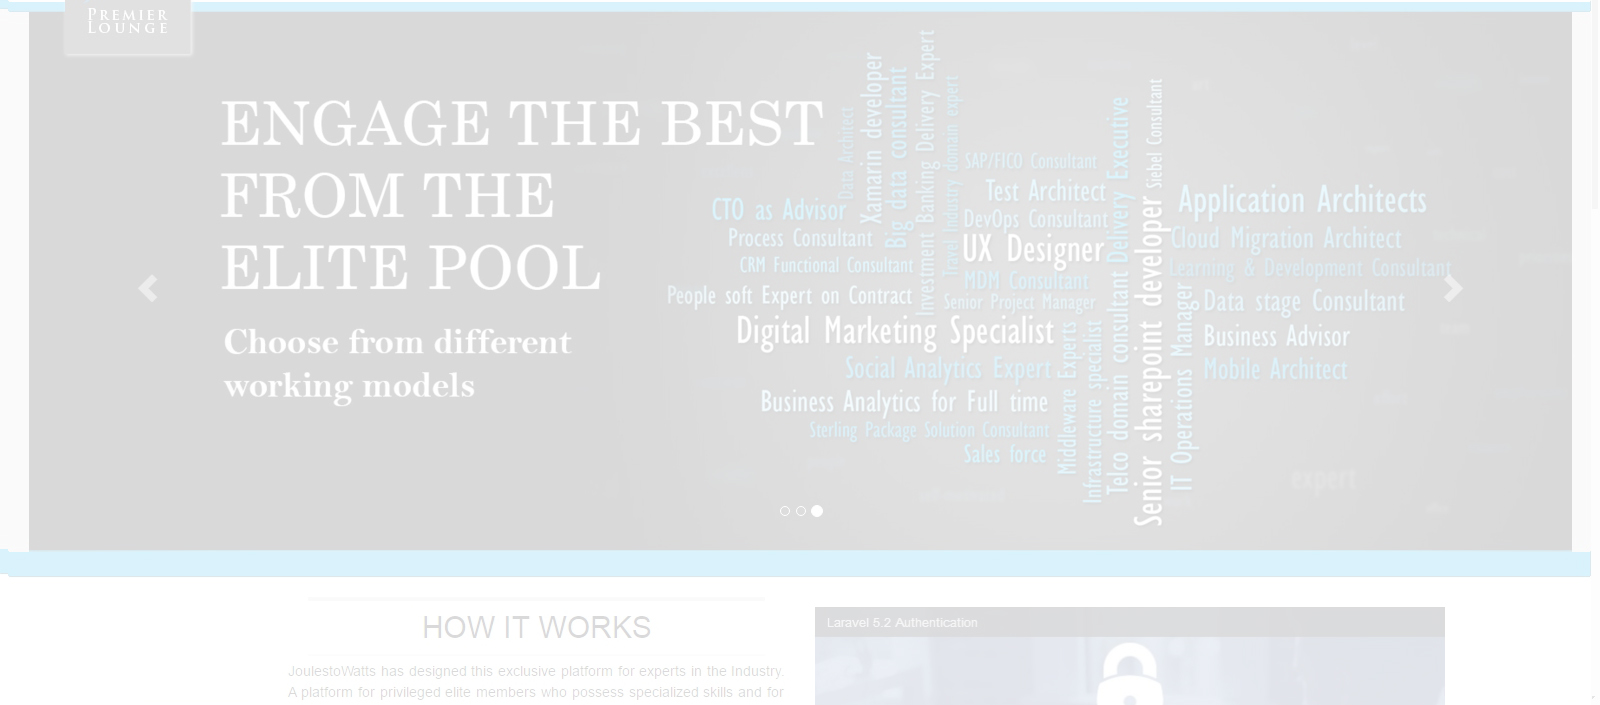 PREMIER
LOUNGE
ENGAGE THE BEST
FROM THE
ELITE POOL
Choose from different
working models
Data Architect
Xamarin developer
Big data consultant
Investment Banking Delivery Expert
Travel Industry domain expert
SAP/FICO Consultant
Test Architect
DevOps Consultant
UX Designer
MDM Consultant
Senior Project Manager
CTO as Advisor
Process Consultant
CRM Functional Consultant
People soft Expert on Contract
Digital Marketing Specialist
Social Analytics Expert
Business Analytics for Full time
Sterling Package Solution Consultant
Sales force
Middleware Experts
Infrastructure specialist
Telco domain consultant
Delivery Executive
Senior sharepoint developer
Siebel Consultant
IT Operations Manager
Application Architects
Cloud Migration Architect
Learning & Development Consultant
Data stage Consultant
Business Advisor
Mobile Architect
expert
HOW IT WORKS
JoulestoWatts has designed this exclusive platform for experts in the Industry.
A platform for privileged elite members who possess specialized skills and for
Laravel 5.2 Authentication